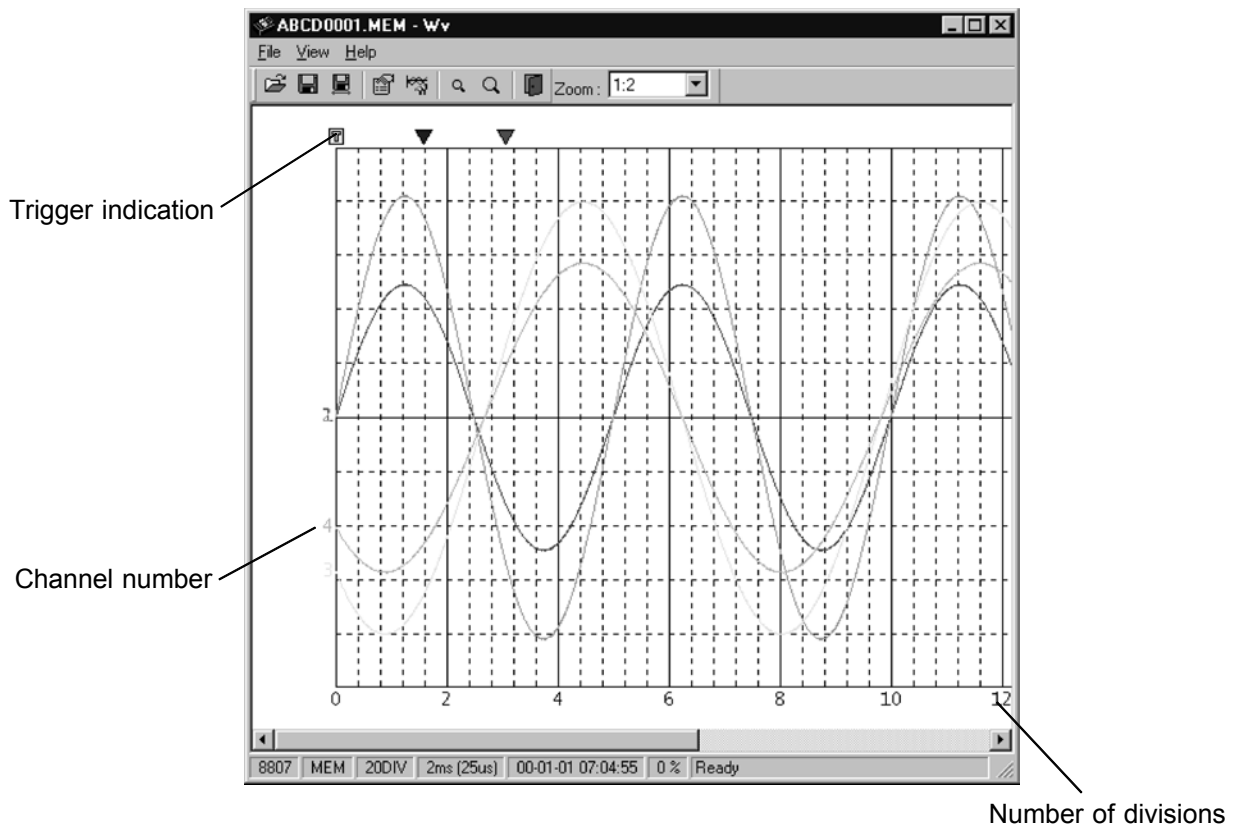 ABCD0001.MEM - Wv
File View Help
Zoom : 1:2
Trigger indication
4
Channel number
3
0 2 4 6 8 10 12
8807 MEM 20DIV 2ms (25us) 00-01-01 07:04:55 0 % Ready
Number of divisions